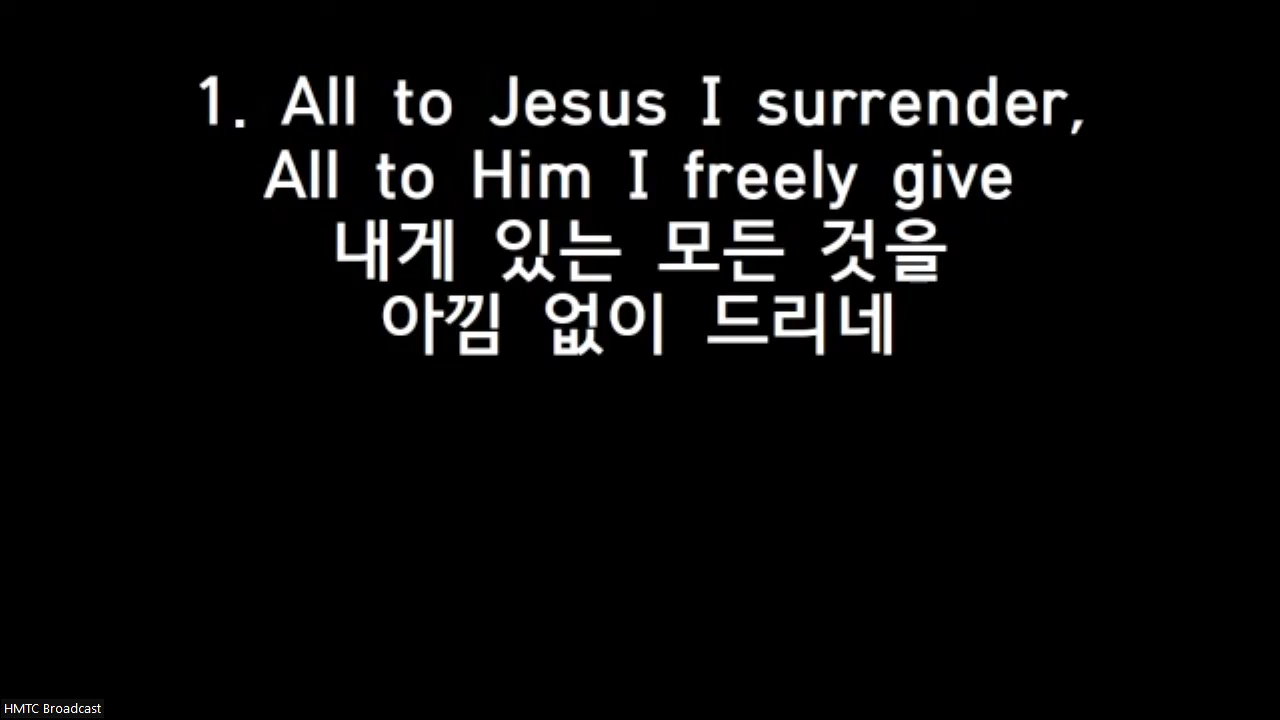 1. All to Jesus I surrender,
All to Him I freely give
내게 있는 모든 것을
아낌 없이 드리네
HMTC Broadcast